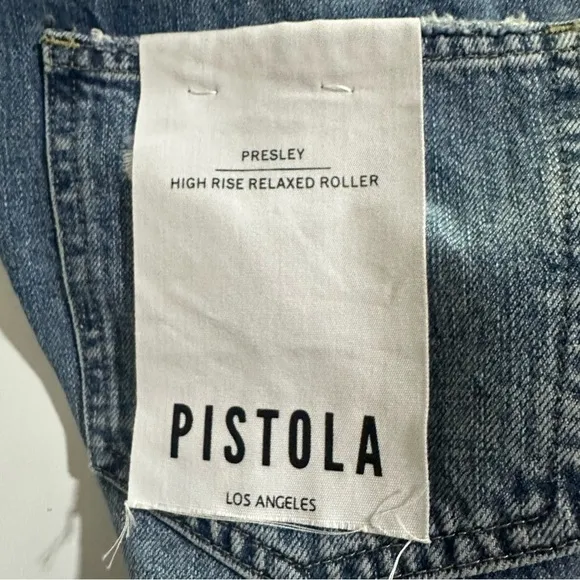 PRESLEY
HIGH RISE RELAXED ROLLER
PISTOLA
LOS ANGELES